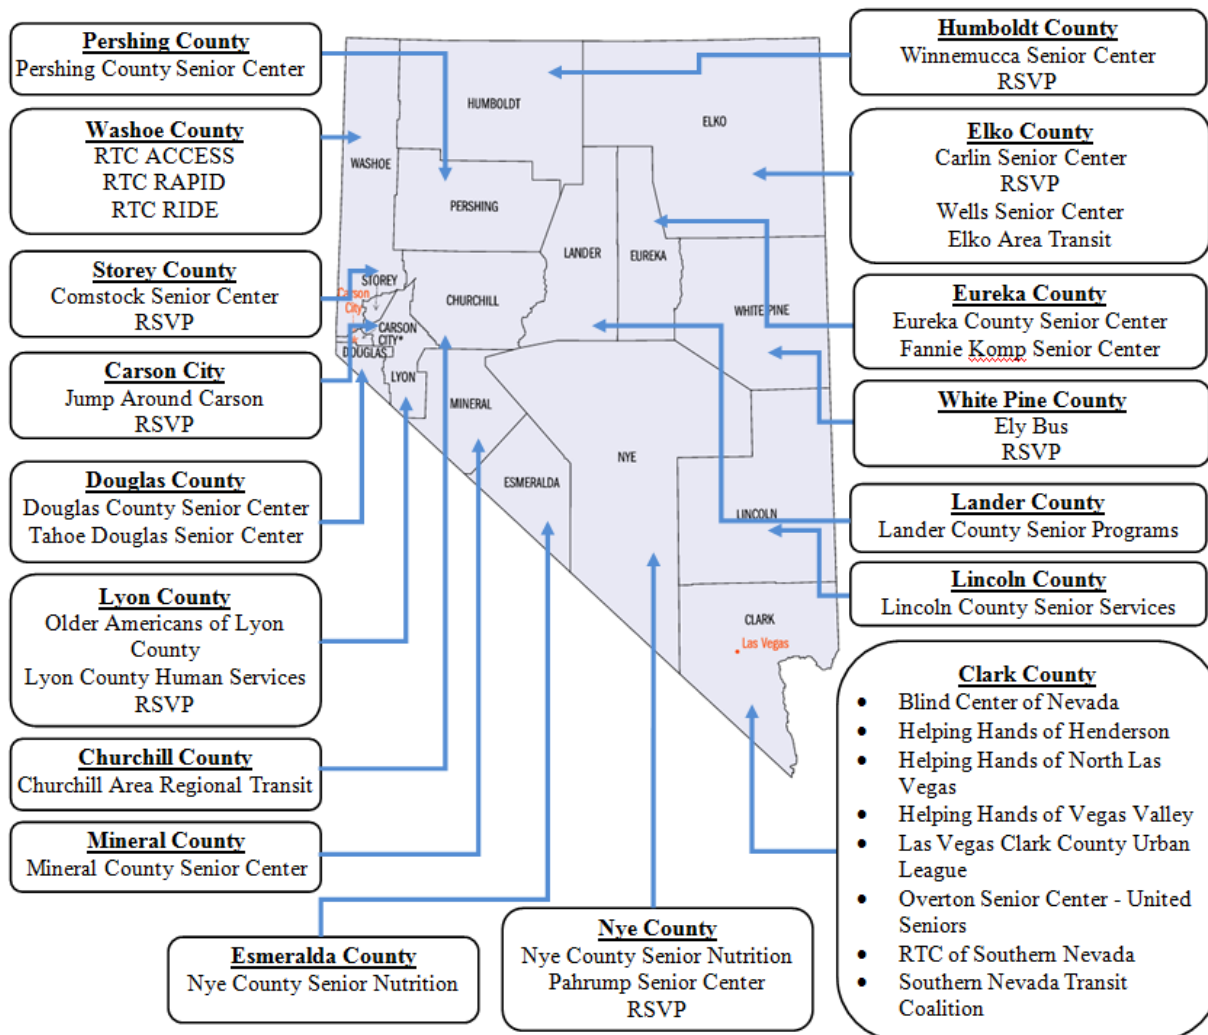 Pershing County
Pershing County Senior Center
Washoe County
RTC ACCESS
RTC RAPID
RTC RIDE
Storey County
Comstock Senior Center
RSVP
Carson City
Jump Around Carson
RSVP
Douglas County
Douglas County Senior Center
Tahoe Douglas Senior Center
Lyon County
Older Americans of Lyon
County
Lyon County Human Services
RSVP
Churchill County
Churchill Area Regional Transit
Mineral County
Mineral County Senior Center
Esmeralda County
Nye County Senior Nutrition
Nye County
Nye County Senior Nutrition
Pahrump Senior Center
RSVP
HUMBOLDT
ELKO
WASHOE
PERSHING
LANDER
EUREKA
STOREY
Carson
City
CHURCHILL
WHITE PINE
CARSON
CITY
DOUGLAS
LYON
MINERAL
NYE
ESMERALDA
LINCOLN
CLARK
Las Vegas
Humboldt County
Winnemucca Senior Center
RSVP
Elko County
Carlin Senior Center
RSVP
Wells Senior Center
Elko Area Transit
Eureka County
Eureka County Senior Center
Fannie Komp Senior Center
White Pine County
Ely Bus
RSVP
Lander County
Lander County Senior Programs
Lincoln County
Lincoln County Senior Services
Clark County
• Blind Center of Nevada
• Helping Hands of Henderson
• Helping Hands of North Las
Vegas
• Helping Hands of Vegas Valley
• Las Vegas Clark County Urban
League
• Overton Senior Center - United
Seniors
• RTC of Southern Nevada
• Southern Nevada Transit
Coalition